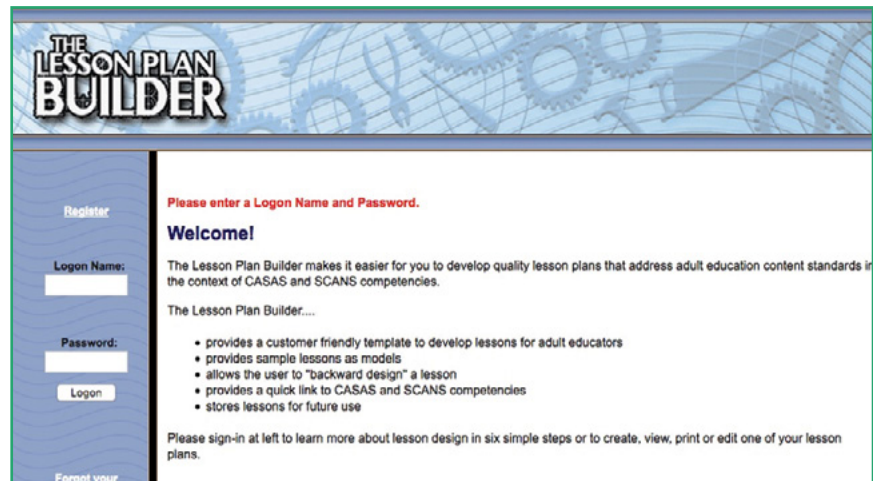 THE
LESSON PLAN
BUILDER
Register
Logon Name:
Password:
Logon
Forgot your
Please enter a Logon Name and Password.
Welcome!
The Lesson Plan Builder makes it easier for you to develop quality lesson plans that address adult education content standards in
the context of CASAS and SCANS competencies.
The Lesson Plan Builder....
• provides a customer friendly template to develop lessons for adult educators
• provides sample lessons as models
• allows the user to "backward design" a lesson
• provides a quick link to CASAS and SCANS competencies
• stores lessons for future use
Please sign-in at left to learn more about lesson design in six simple steps or to create, view, print or edit one of your lesson
plans.